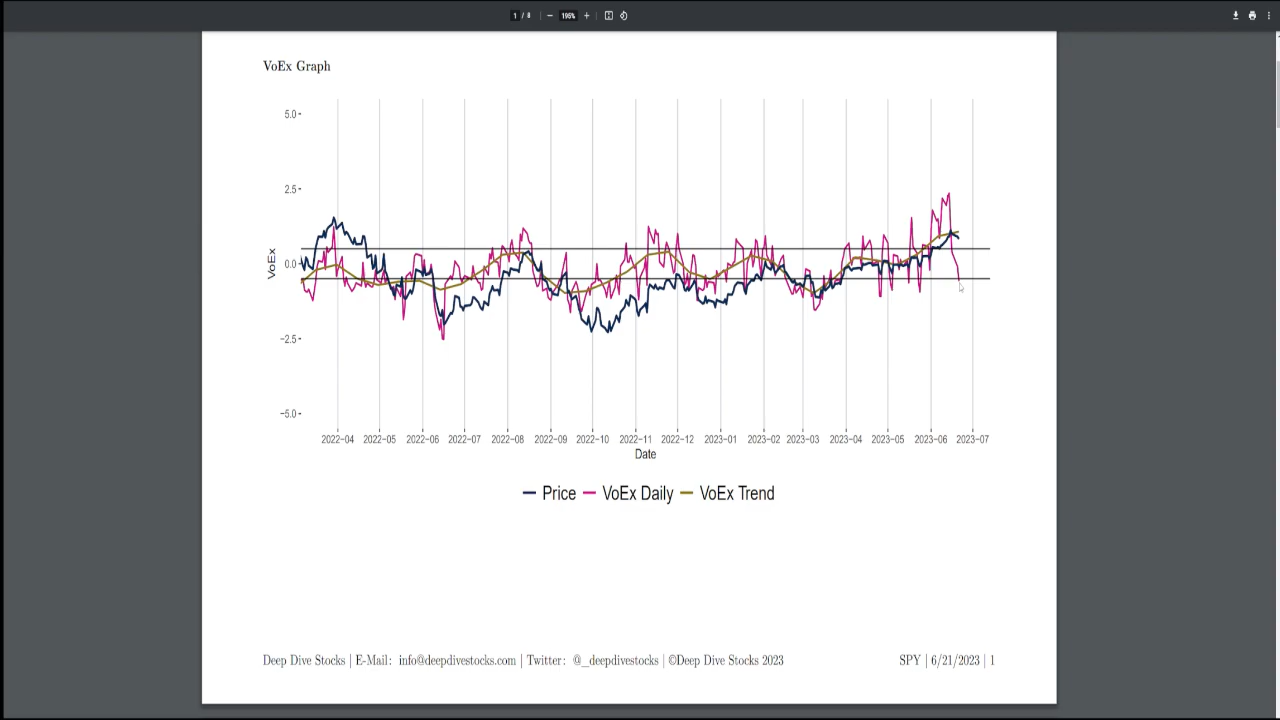 1 / 8 − 196% +
VoEx Graph
5.0
2.5
0.0
−2.5
−5.0
VoEx
2022−04 2022−05 2022−06 2022−07 2022−08 2022−09 2022−10 2022−11 2022−12 2023−01 2023−02 2023−03 2023−04 2023−05 2023−06 2023−07
Date
Price VoEx Daily VoEx Trend
Deep Dive Stocks | E-Mail: info@deepdivestocks.com | Twitter: @_deepdivestocks | ©Deep Dive Stocks 2023 SPY | 6/21/2023 | 1